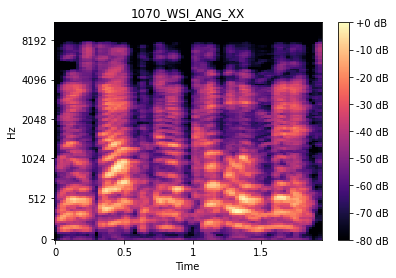 1070_WSI_ANG_XX
8192
4096
2048
1024
512
0
Hz
0
0.5
1
1.5
Time
+0 dB
-10 dB
-20 dB
-30 dB
-40 dB
-50 dB
-60 dB
-70 dB
-80 dB